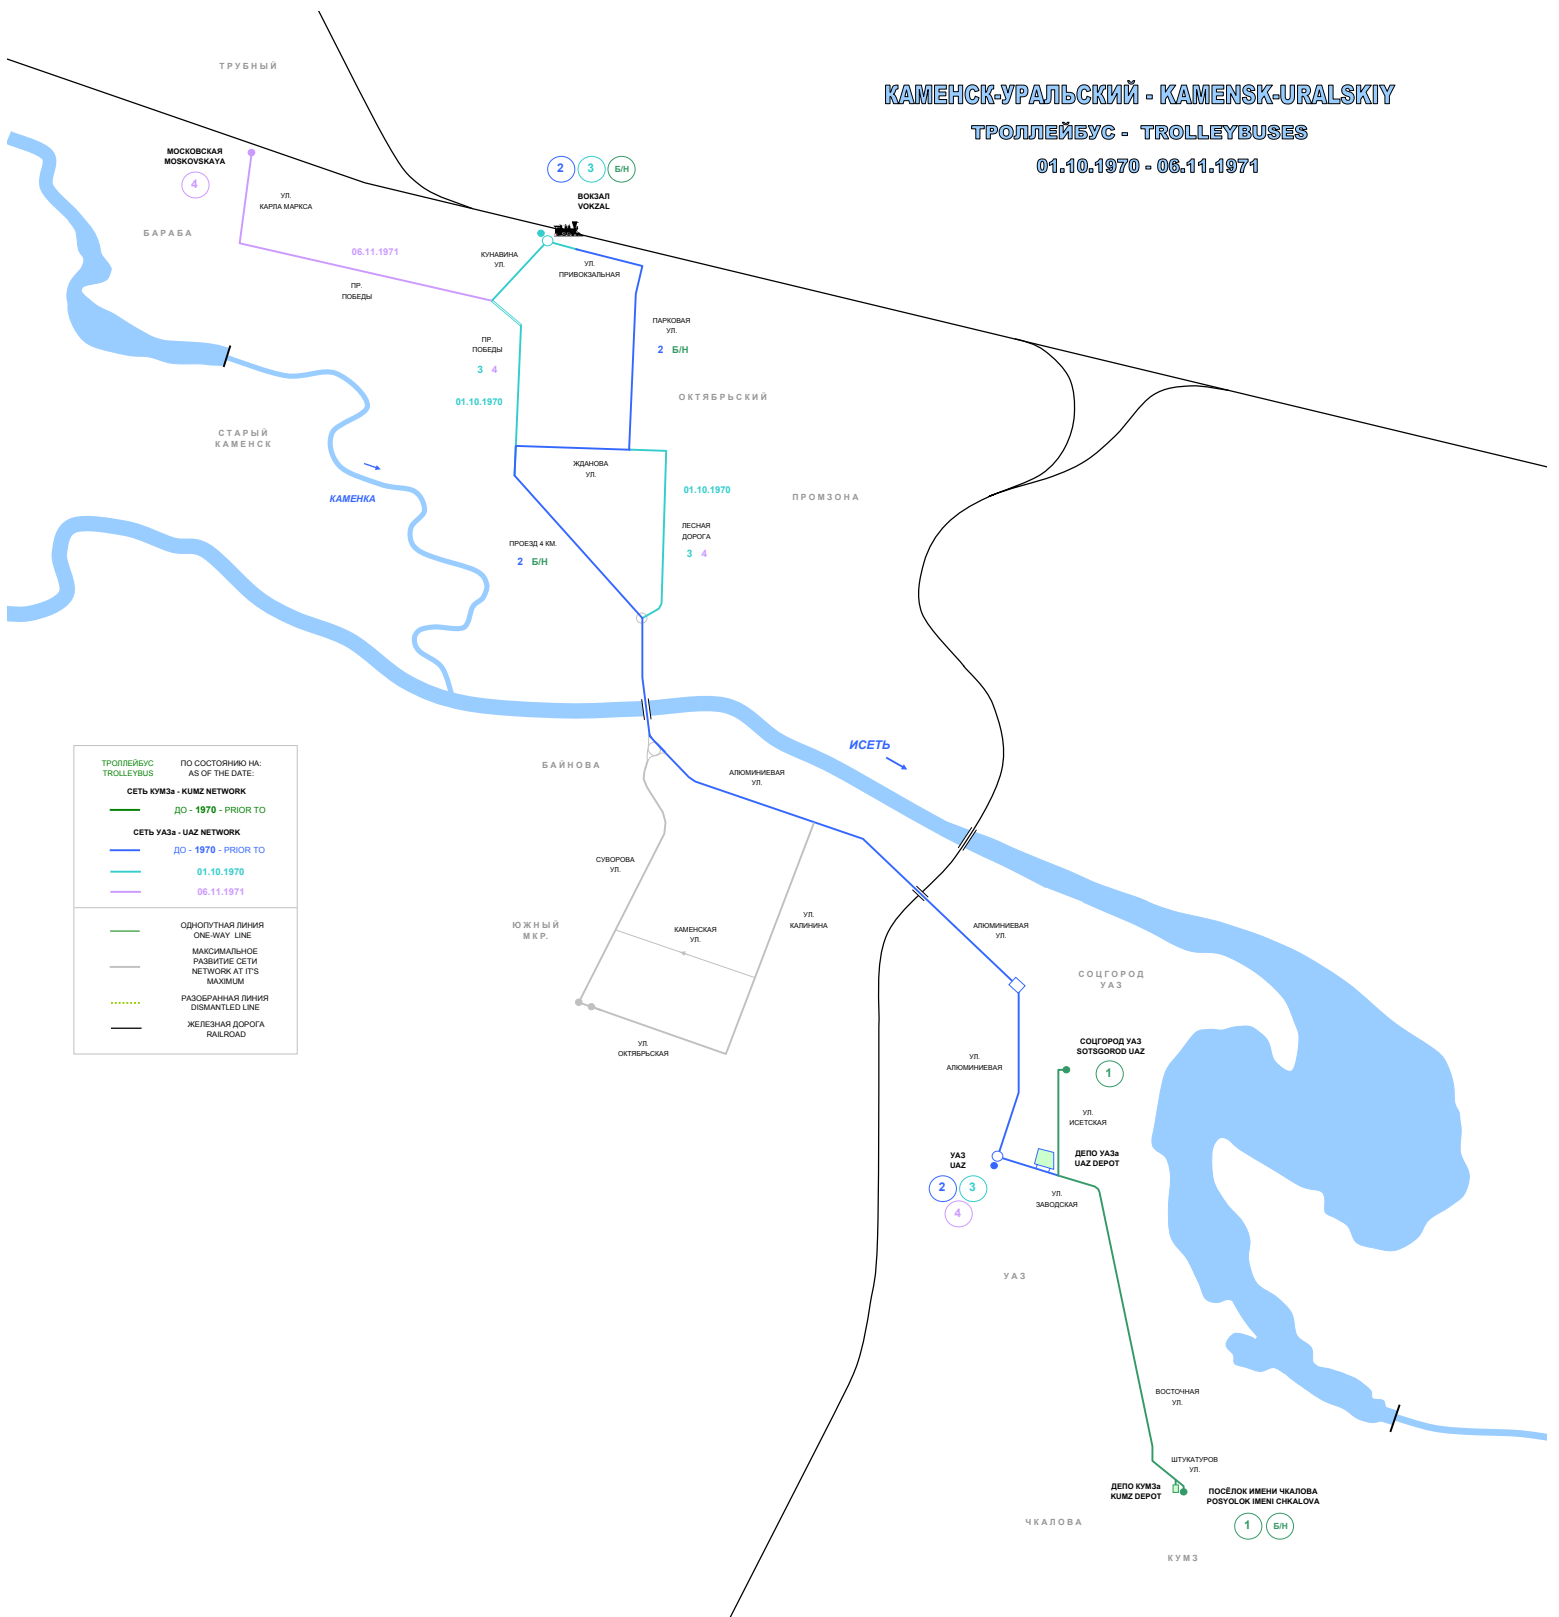 КАМЕНСК-УРАЛЬСКИЙ - KAMENSK-URALSKIY
ТРОЛЛЕЙБУС - TROLLEYBUSES
01.10.1970 - 06.11.1971
ТРУБНЫЙ
МОСКОВСКАЯ
MOSKOVSKAYA
4
УЛ.
КАРЛА МАРКСА
БАРАБА
2 3 Б/Н
ВОКЗАЛ
VOKZAL
06.11.1971
ПР.
ПОБЕДЫ
КУНАВИНА
УЛ.
УЛ.
ПРИВОКЗАЛЬНАЯ
ПАРКОВАЯ
УЛ.
2 Б/Н
ПР.
ПОБЕДЫ
3 4
01.10.1970
ОКТЯБРЬСКИЙ
СТАРЫЙ
КАМЕНСК
КАМЕНКА
ЖДАНОВА
УЛ.
01.10.1970
ПРОМЗОНА
ЛЕСНАЯ
ДОРОГА
3 4
ПРОЕЗД 4 КМ.
2 Б/Н
ИСЕТЬ
БАЙНОВА
АЛЮМИНИЕВАЯ
УЛ.
ТРОЛЛЕЙБУС
TROLLEYBUS
ПО СОСТОЯНИЮ НА:
AS OF THE DATE:
СЕТЬ КУМЗа - KUMZ NETWORK
ДО - 1970 - PRIOR TO
СЕТЬ УАЗа - UAZ NETWORK
ДО - 1970 - PRIOR TO
01.10.1970
06.11.1971
ОДНОПУТНАЯ ЛИНИЯ
ONE-WAY LINE
МАКСИМАЛЬНОЕ
РАЗВИТИЕ СЕТИ
NETWORK AT IT'S
MAXIMUM
РАЗОБРАННАЯ ЛИНИЯ
DISMANTLED LINE
ЖЕЛЕЗНАЯ ДОРОГА
RAILROAD
СУВОРОВА
УЛ.
ЮЖНЫЙ
МКР.
КАМЕНСКАЯ
УЛ.
УЛ.
КАЛИНИНА
УЛ.
ОКТЯБРЬСКАЯ
АЛЮМИНИЕВАЯ
УЛ.
СОЦГОРОД
УАЗ
СОЦГОРОД УАЗ
SOTSGOROD UAZ
1
УЛ.
АЛЮМИНИЕВАЯ
УЛ.
ИСЕТСКАЯ
УАЗ
UAZ
2 3
4
ДЕПО УАЗа
UAZ DEPOT
УЛ.
ЗАВОДСКАЯ
УАЗ
ВОСТОЧНАЯ
УЛ.
ШТУКАТУРОВ
УЛ.
ДЕПО КУМЗа
KUMZ DEPOT
ПОСЁЛОК ИМЕНИ ЧКАЛОВА
POSYOLOK IMENI CHKALOVA
1 Б/Н
ЧКАЛОВА
КУМЗ